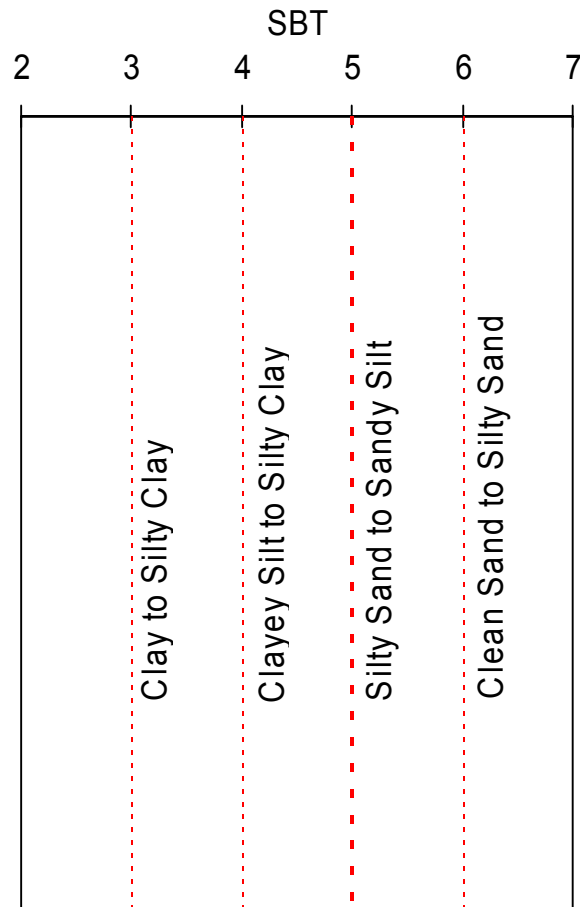 SBT
2 3 4 5 6 7
Clay to Silty Clay
Clayey Silt to Silty Clay
Silty Sand to Sandy Silt
Clean Sand to Silty Sand